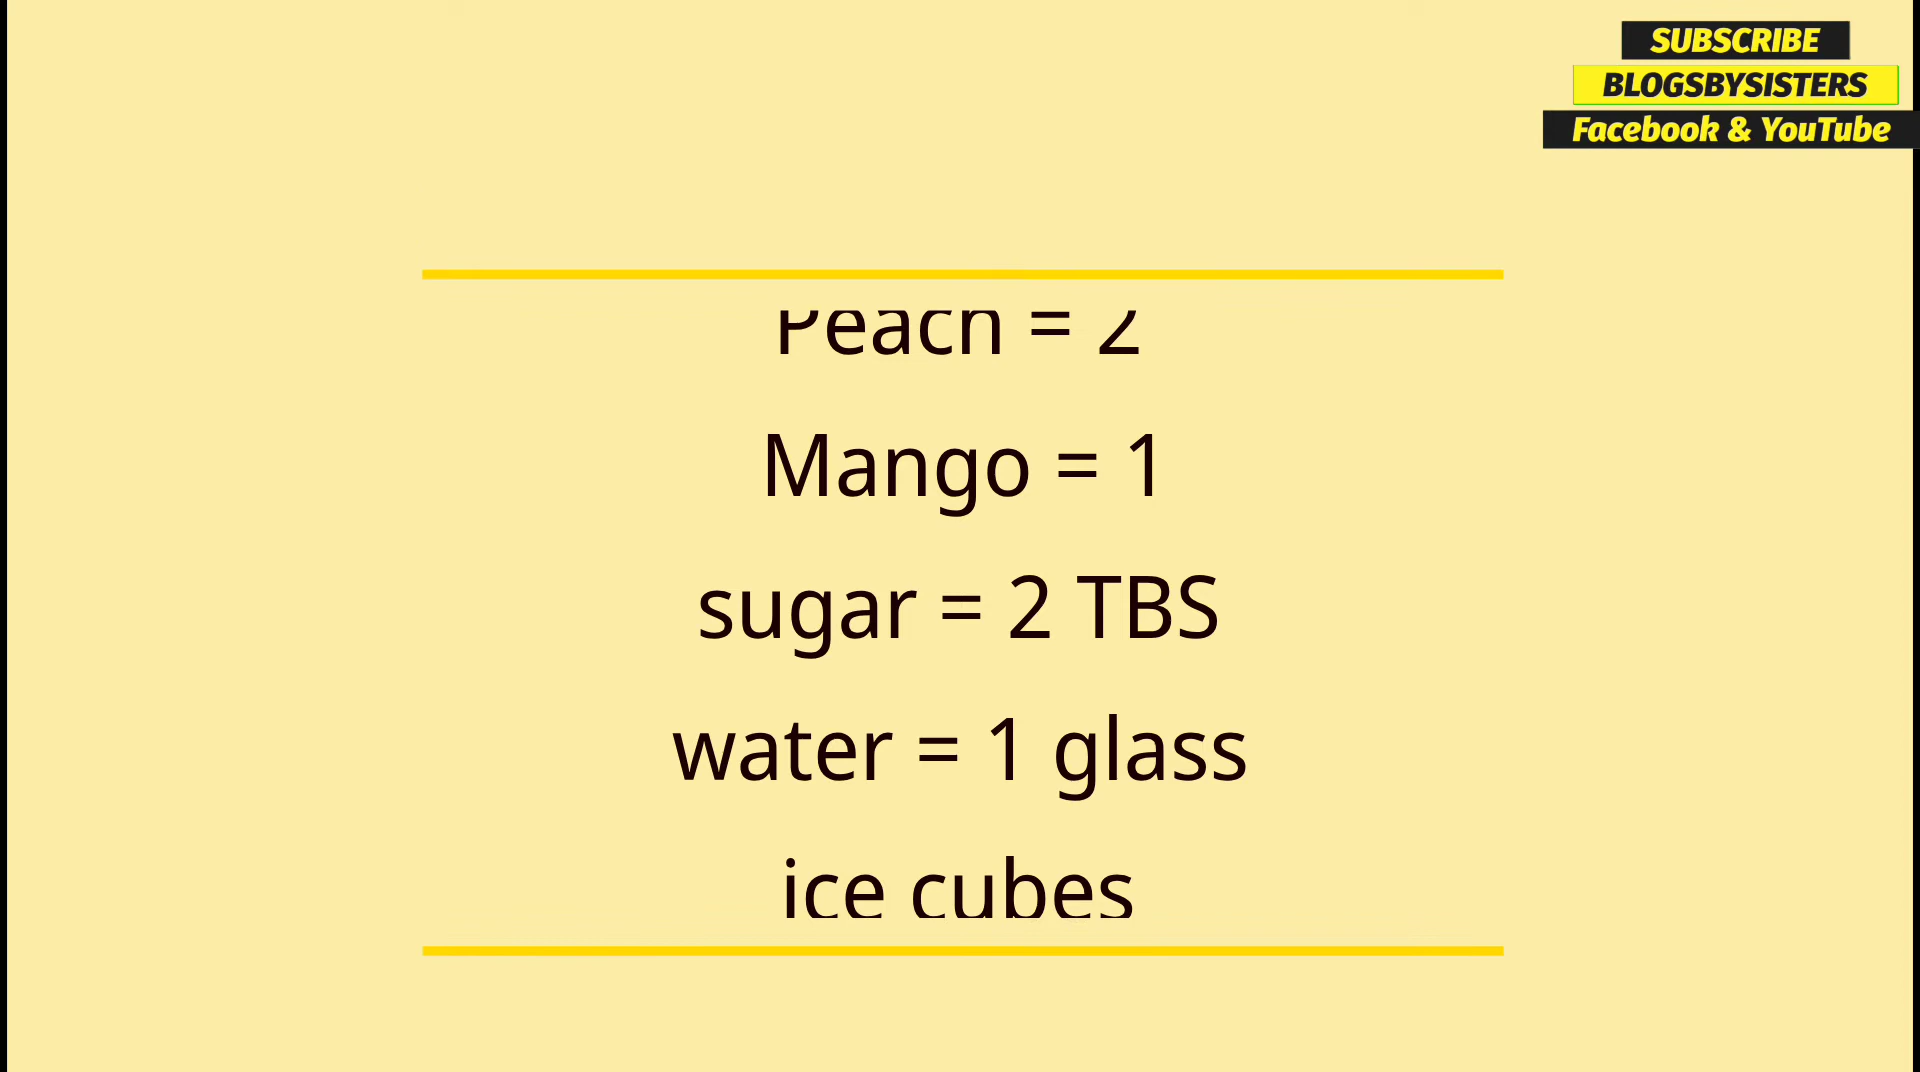 SUBSCRIBE
BLOGSBYSISTERS
Facebook & YouTube
Peach = 2
Mango = 1
sugar = 2 TBS
water = 1 glass
ice cubes